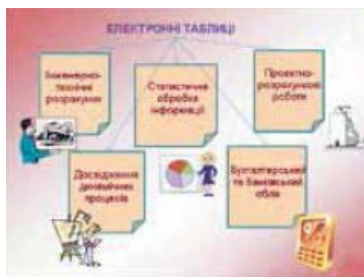 ЕЛЕКТРОННІ ТАБЛИЦІ
Інженерно-
технічні
розрахунки
Статистична
обробка
інформації
Проектно-
розрахункові
роботи
Дослідження
динамічних
процесів
Бухгалтерський
та банківський
облік